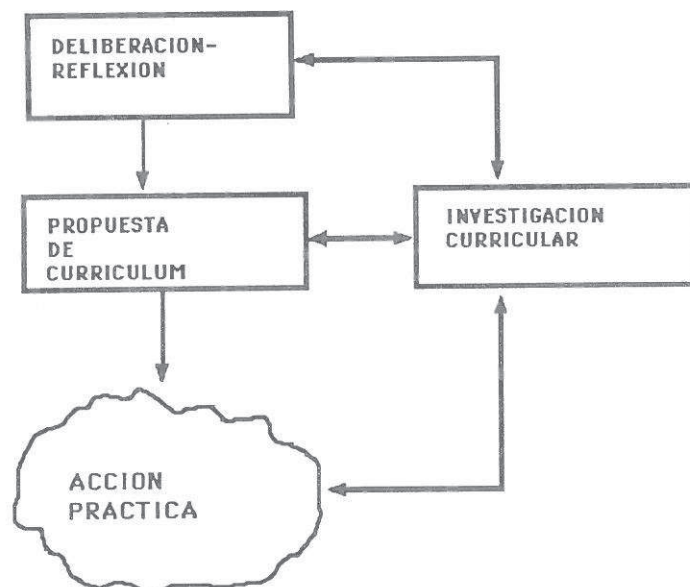 DELIBERACION-
REFLEXION
PROPUESTA
DE
CURRICULUM
INVESTIGACION
CURRICULAR
ACCION
PRACTICA